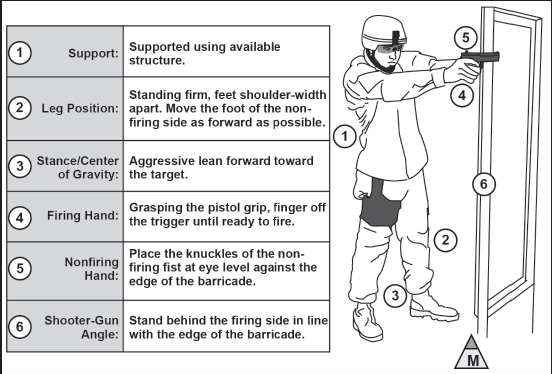 1 Support: Supported using available
structure.
2 Leg Position: Standing firm, feet shoulder-width
apart. Move the foot of the non-
firing side as forward as possible.
3 Stance/Center
of Gravity: Aggressive lean forward toward
the target.
4 Firing Hand: Grasping the pistol grip, finger off
the trigger until ready to fire.
5 Nonfiring
Hand: Place the knuckles of the non-
firing fist at eye level against the
edge of the barricade.
6 Shooter-Gun
Angle: Stand behind the firing side in line
with the edge of the barricade.
5
4
1
6
2
3
M